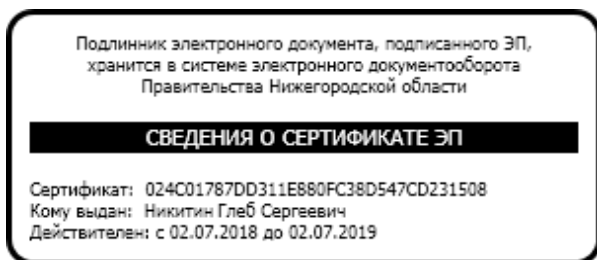 Подлинник электронного документа, подписанного ЭП,
хранится в системе электронного документооборота
Правительства Нижегородской области
СВЕДЕНИЯ О СЕРТИФИКАТЕ ЭП
Сертификат: 024C01787DD311E880FC38D547CD231508
Кому выдан: Никитин Глеб Сергеевич
Действителен: с 02.07.2018 до 02.07.2019